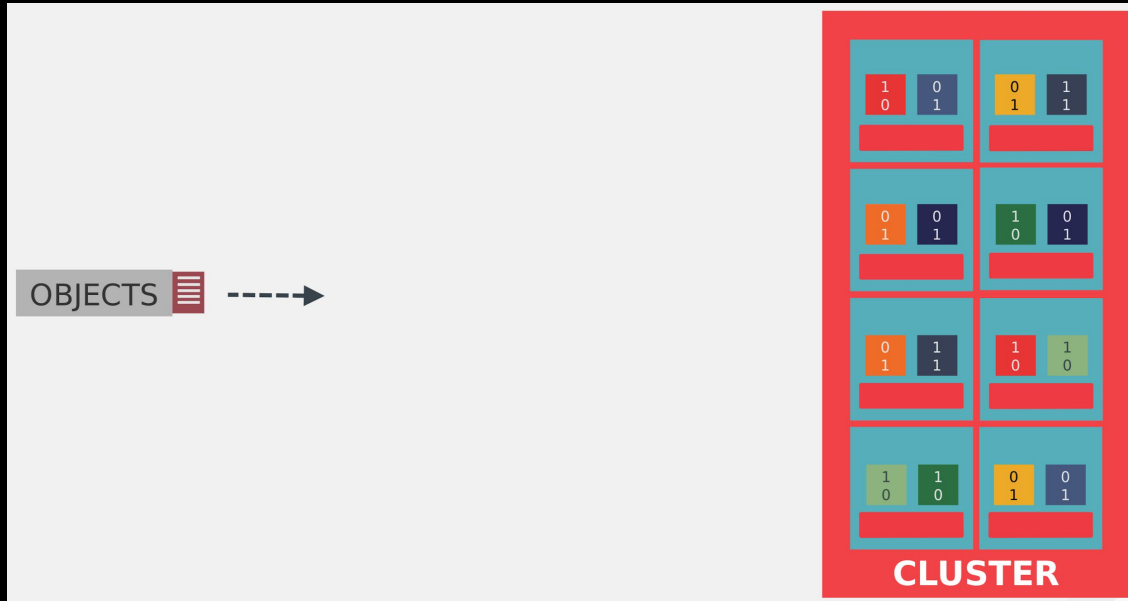 1 0 0 1
0 1 1 1
0 0 1 0
1 1 0 1
OBJECTS
0 1 1 1
1 1 0 0
1 1 0 0
0 0 1 1
CLUSTER